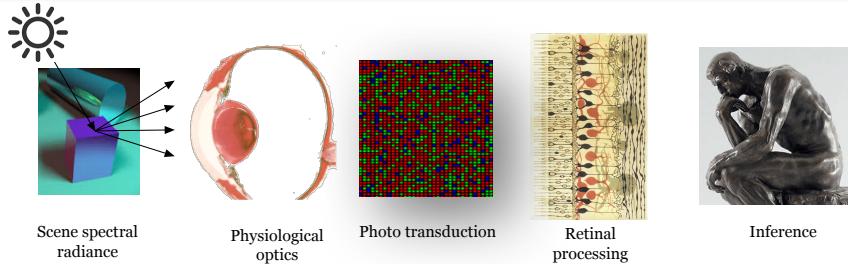 Scene spectral
radiance
Physiological
optics
Photo transduction
Retinal
processing
Inference